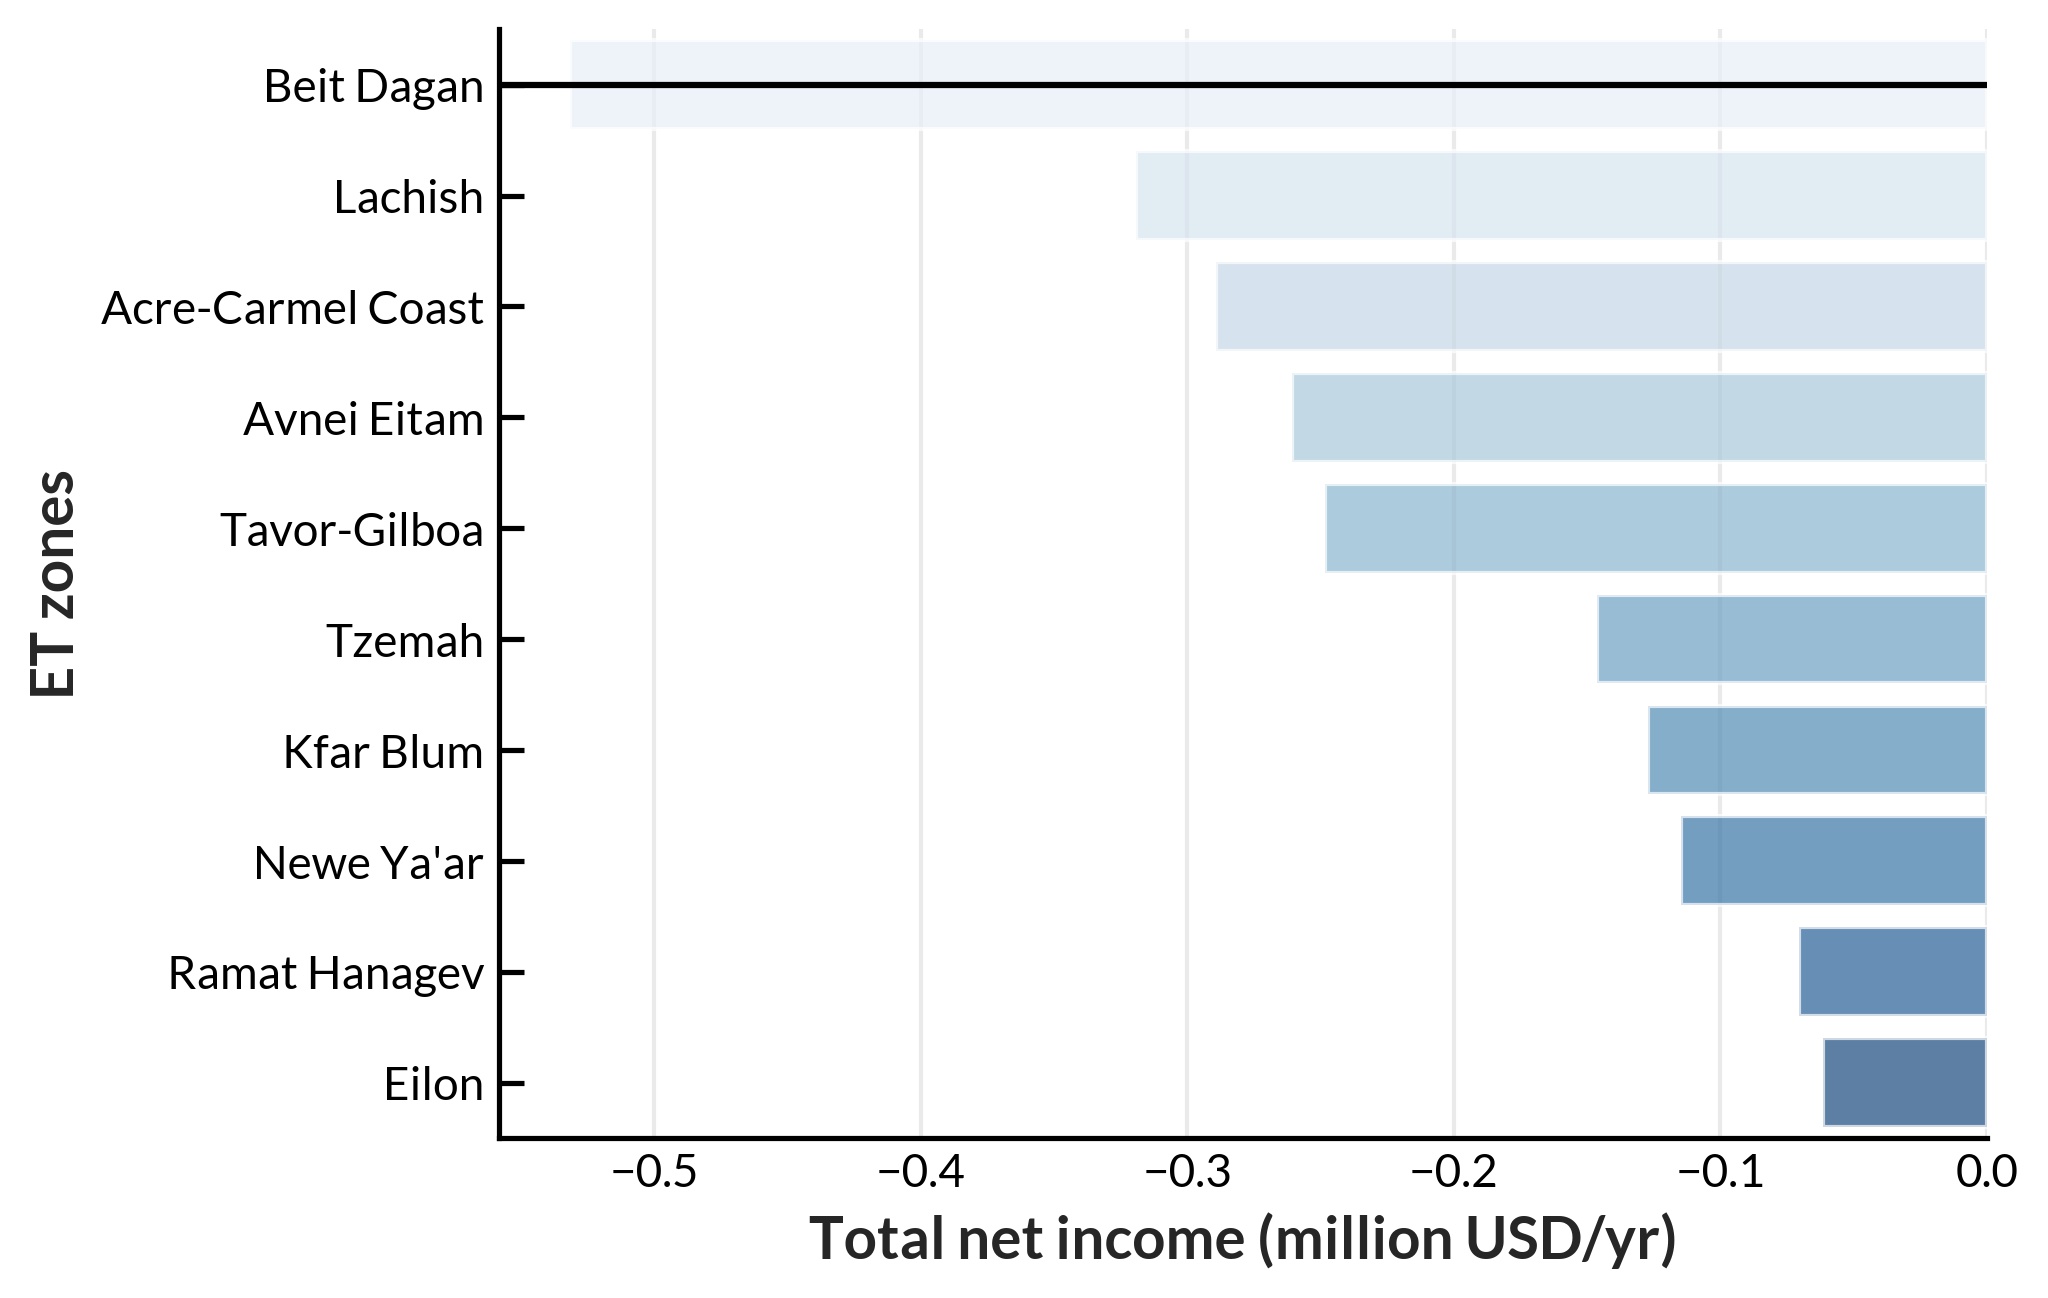 Beit Dagan
Lachish
Acre-Carmel Coast
Avnei Eitam
Tavor-Gilboa
Tzemah
Kfar Blum
Newe Ya'ar
Ramat Hanagev
Eilon
ET zones
−0.5 −0.4 −0.3 −0.2 −0.1 0.0
Total net income (million USD/yr)